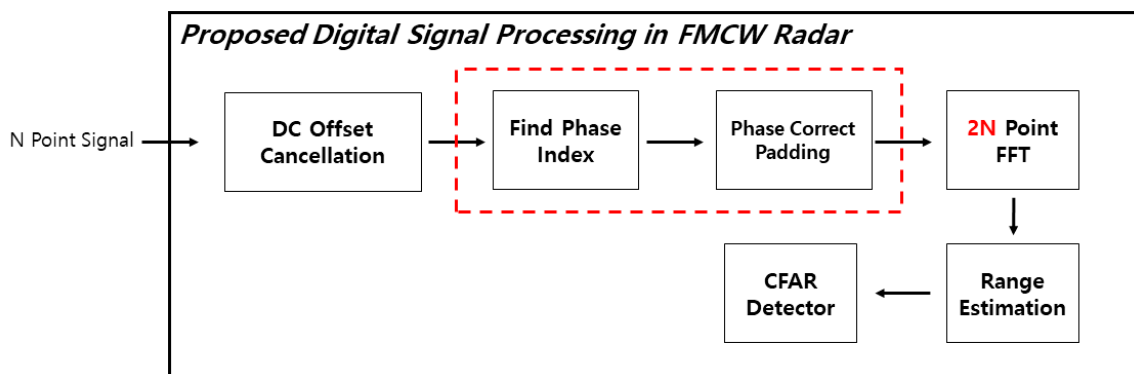 Proposed Digital Signal Processing in FMCW Radar
N Point Signal
DC Offset
Cancellation
Find Phase
Index
Phase Correct
Padding
2N Point
FFT
CFAR
Detector
Range
Estimation